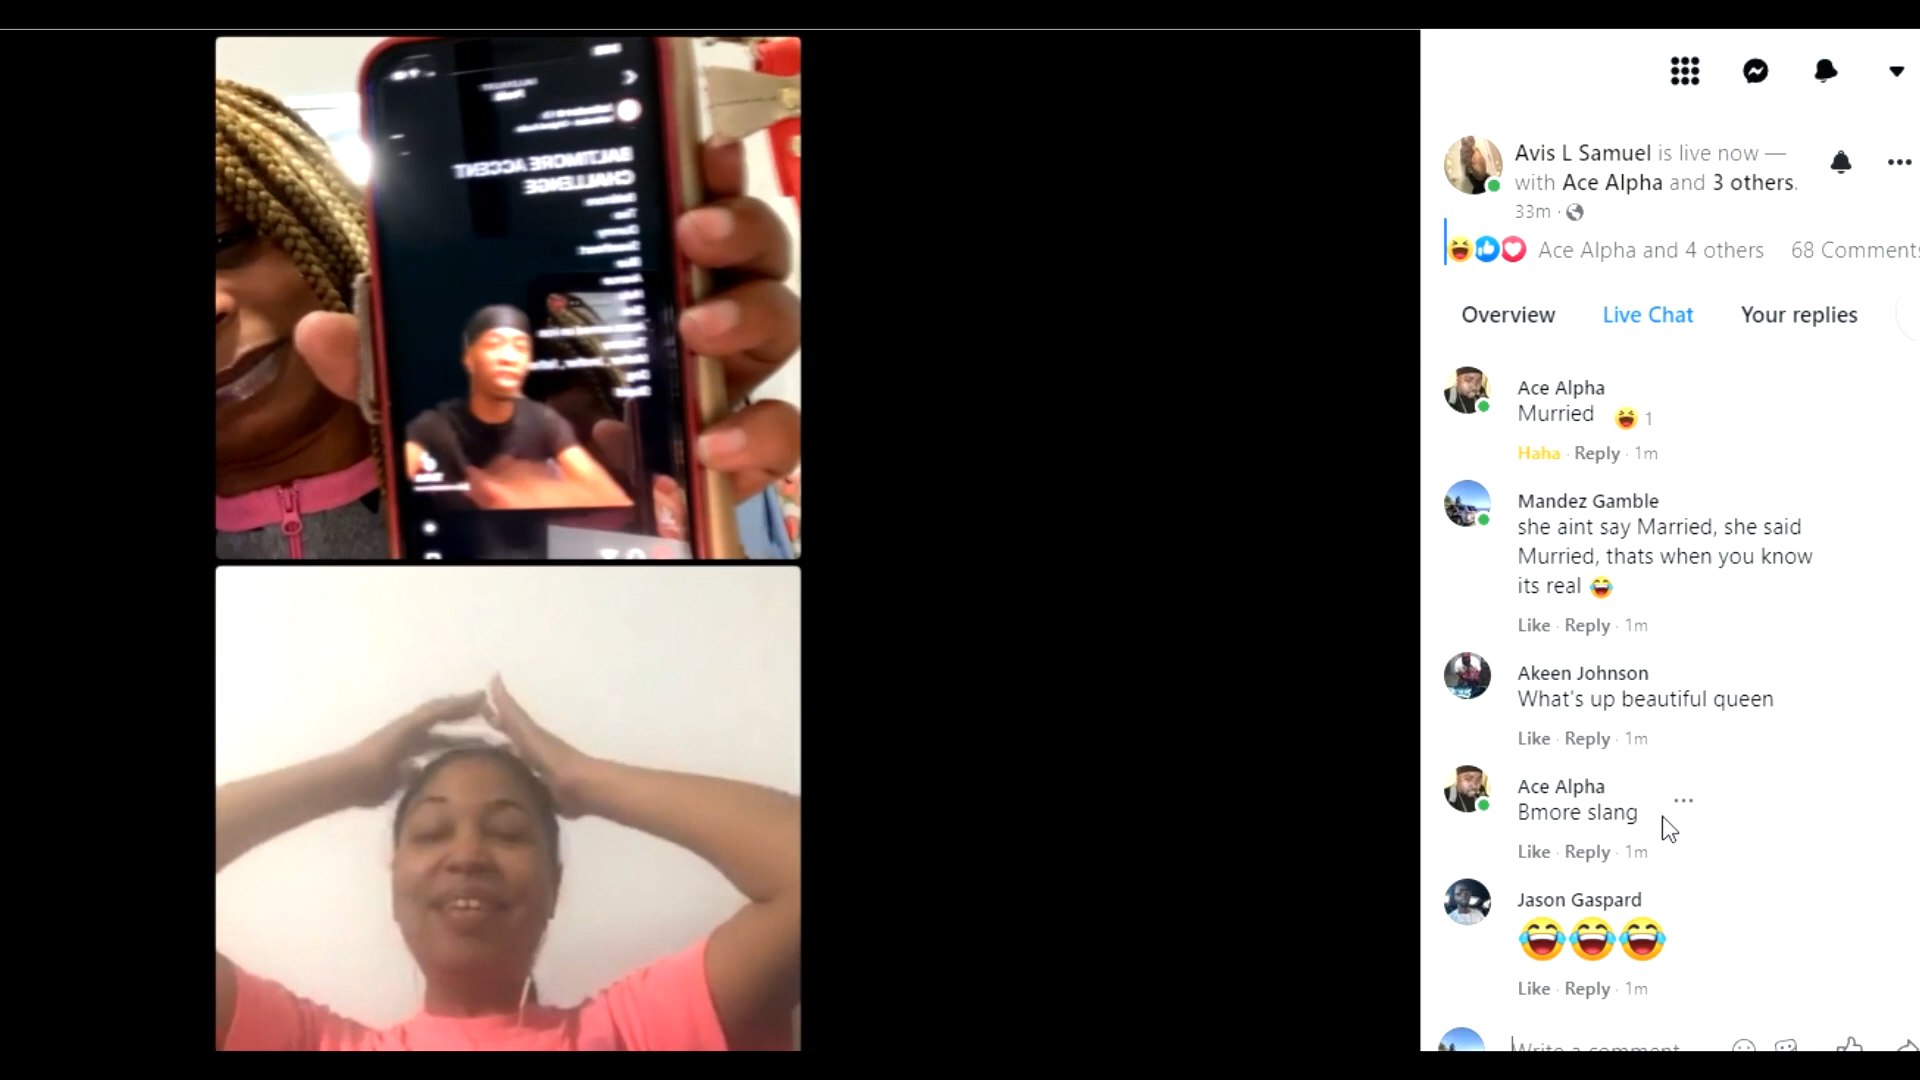 BALTIMORE ACCENT
CHALLENGE
Avis L Samuel is live now —
with Ace Alpha and 3 others.
33m ·
Ace Alpha and 4 others 68 Comments
Overview Live Chat Your replies
Ace Alpha
Murried 😆 1
Haha · Reply · 1m
Mandez Gamble
she aint say Married, she said
Murried, thats when you know
its real 😂
Like · Reply · 1m
Akeen Johnson
What's up beautiful queen
Like · Reply · 1m
Ace Alpha
Bmore slang
Like · Reply · 1m
Jason Gaspard
😂😂😂
Like · Reply · 1m
Write a comment